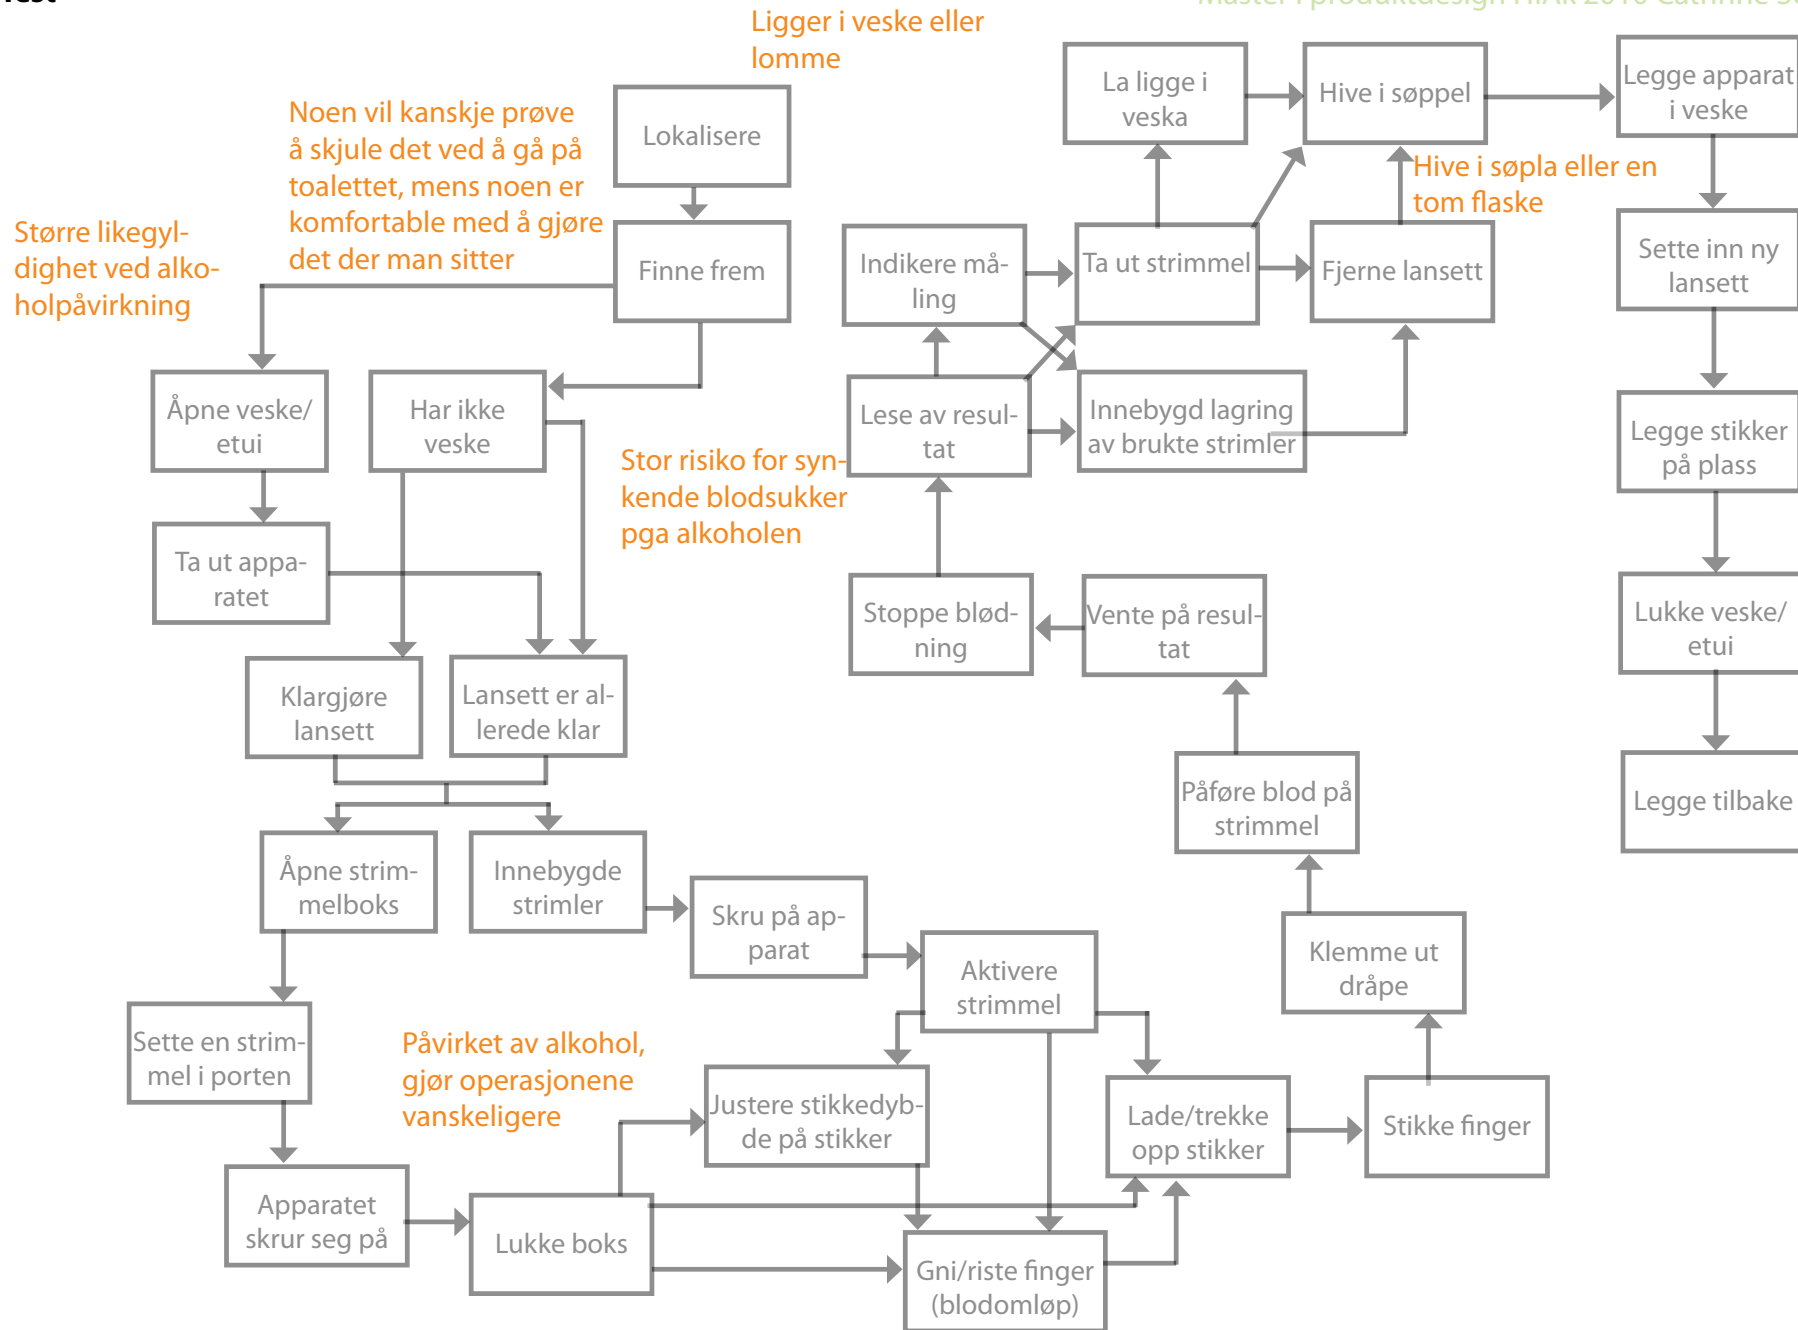 Ligger i veske eller
lomme
Noen vil kanskje prøve
å skjule det ved å gå på
toalettet, mens noen er
komfortable med å gjøre
det der man sitter
Større likegyl-
dighet ved alko-
holpåvirkning
Lokalisere
Finne frem
Åpne veske/
etui
Har ikke
veske
Ta ut appa-
ratet
Klargjøre
lansett
Lansett er al-
lerede klar
Åpne strim-
melboks
Innebygde
strimler
Skru på ap-
parat
Aktivere
strimmel
Sette en strim-
mel i porten
Påvirket av alkohol,
gjør operasjonene
vanskeligere
Justere stikkedyb-
de på stikker
Apparatet
skrur seg på
Lukke boks
Gni/riste finger
(blodomløp)
Lade/trekke
opp stikker
Stikke finger
Klemme ut
dråpe
Påføre blod på
strimmel
Vente på resul-
tat
Stoppe blød-
ning
Stor risiko for syn-
kende blodsukker
pga alkoholen
Lese av resul-
tat
Innebygd lagring
av brukte strimler
Indikere må-
ling
Ta ut strimmel
Fjerne lansett
La ligge i
veska
Hive i søppel
Hive i søpla eller en
tom flaske
Legge apparat
i veske
Sette inn ny
lansett
Legge stikker
på plass
Lukke veske/
etui
Legge tilbake